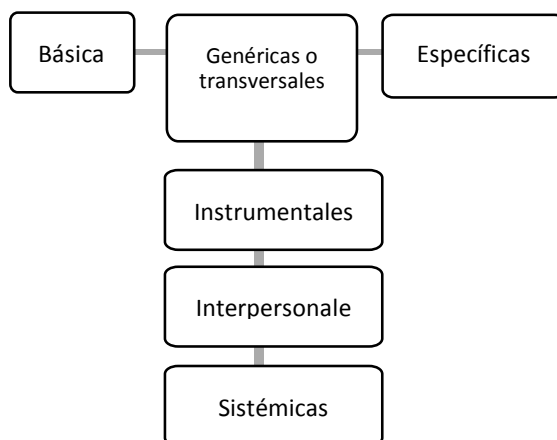 Básica
Genéricas o
transversales
Específicas
Instrumentales
Interpersonale
Sistémicas